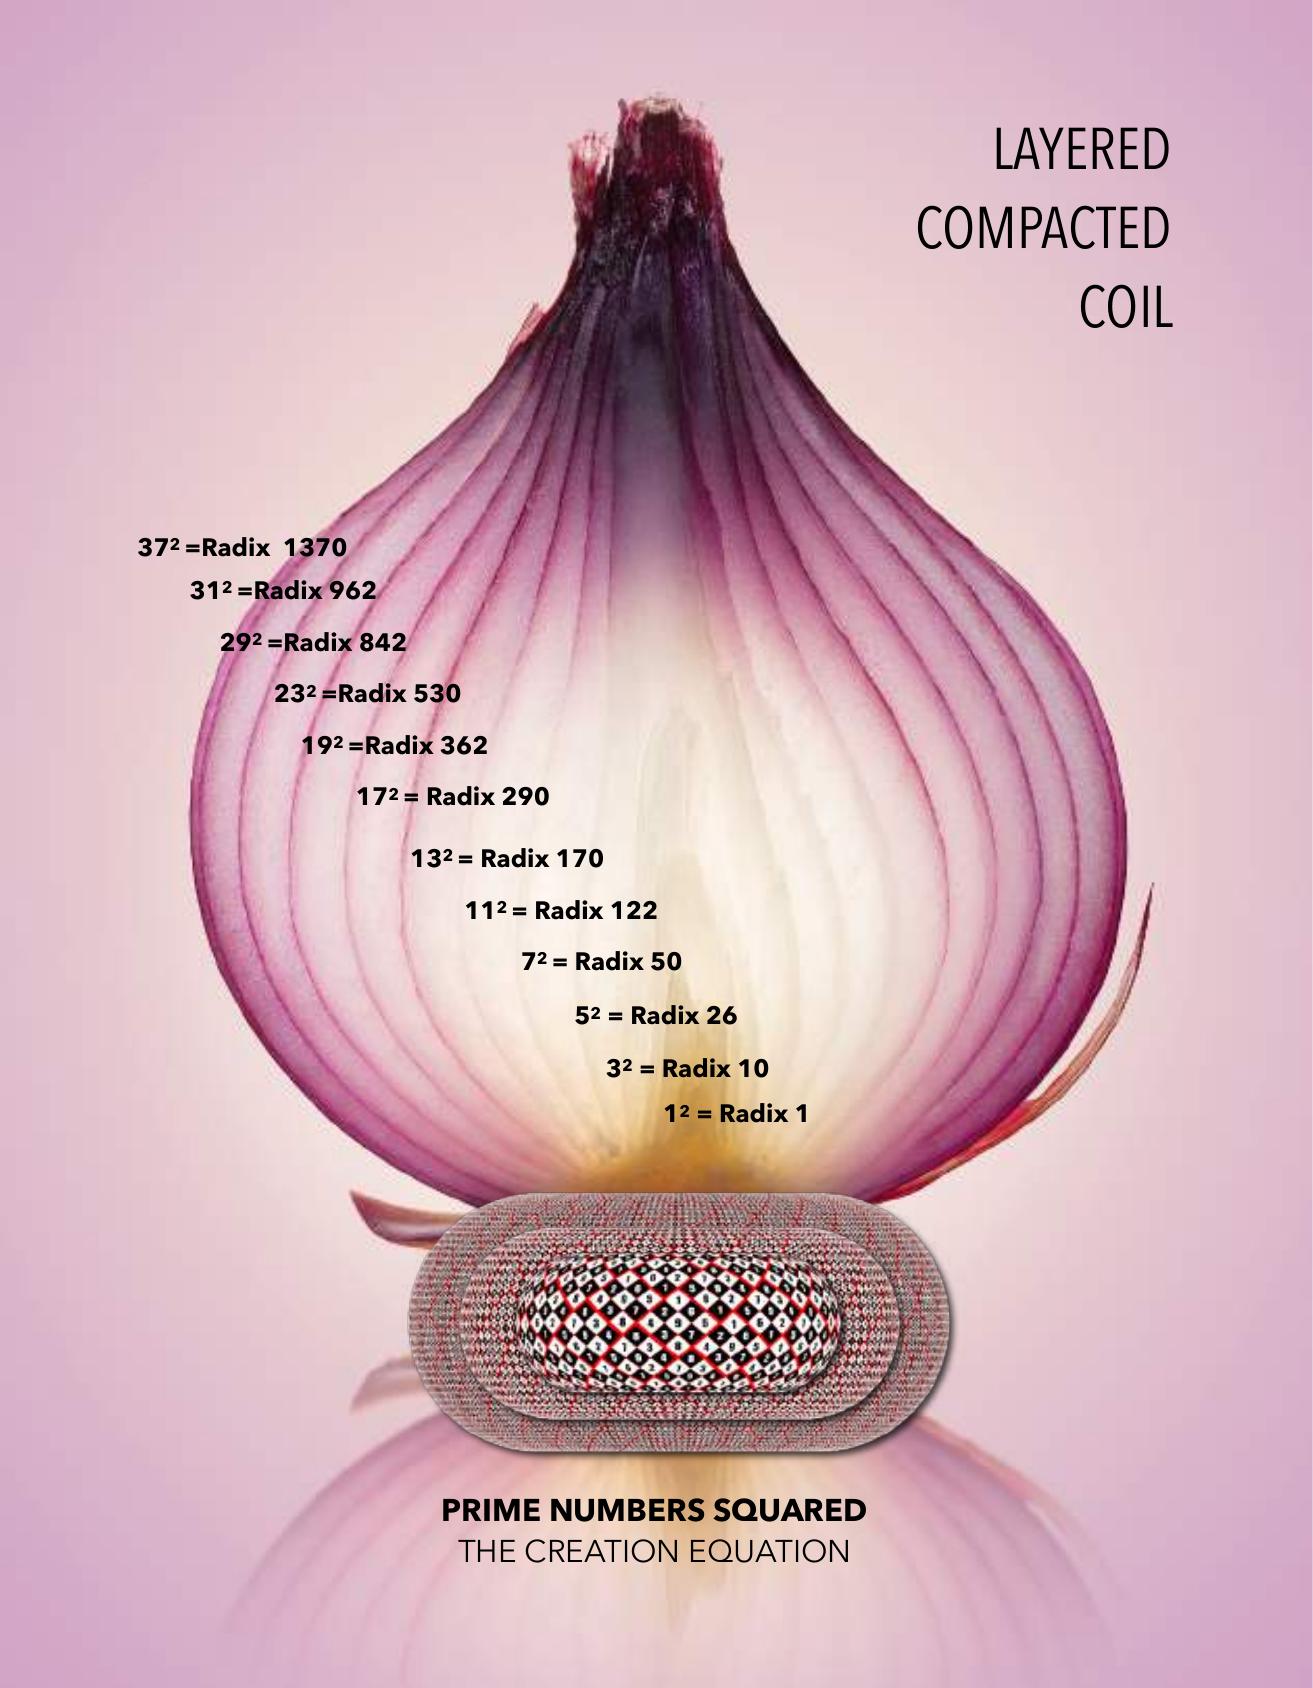 LAYERED
COMPACTED
COIL
37² =Radix  1370
31² =Radix 962
29² =Radix 842
23² =Radix 530
19² =Radix 362
17² = Radix 290
13² = Radix 170
11² = Radix 122
7² = Radix 50
5² = Radix 26
3² = Radix 10
1² = Radix 1
PRIME NUMBERS SQUARED
THE CREATION EQUATION